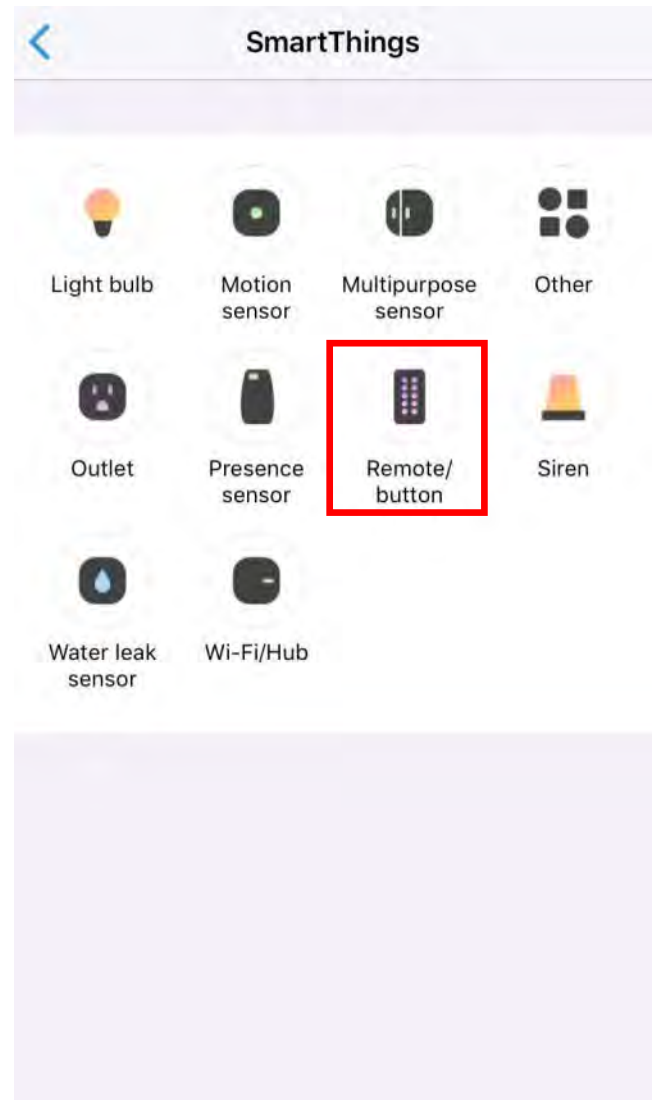 SmartThings
Light bulb
Motion
sensor
Multipurpose
sensor
Other
Outlet
Presence
sensor
Remote/
button
Siren
Water leak
sensor
Wi-Fi/Hub